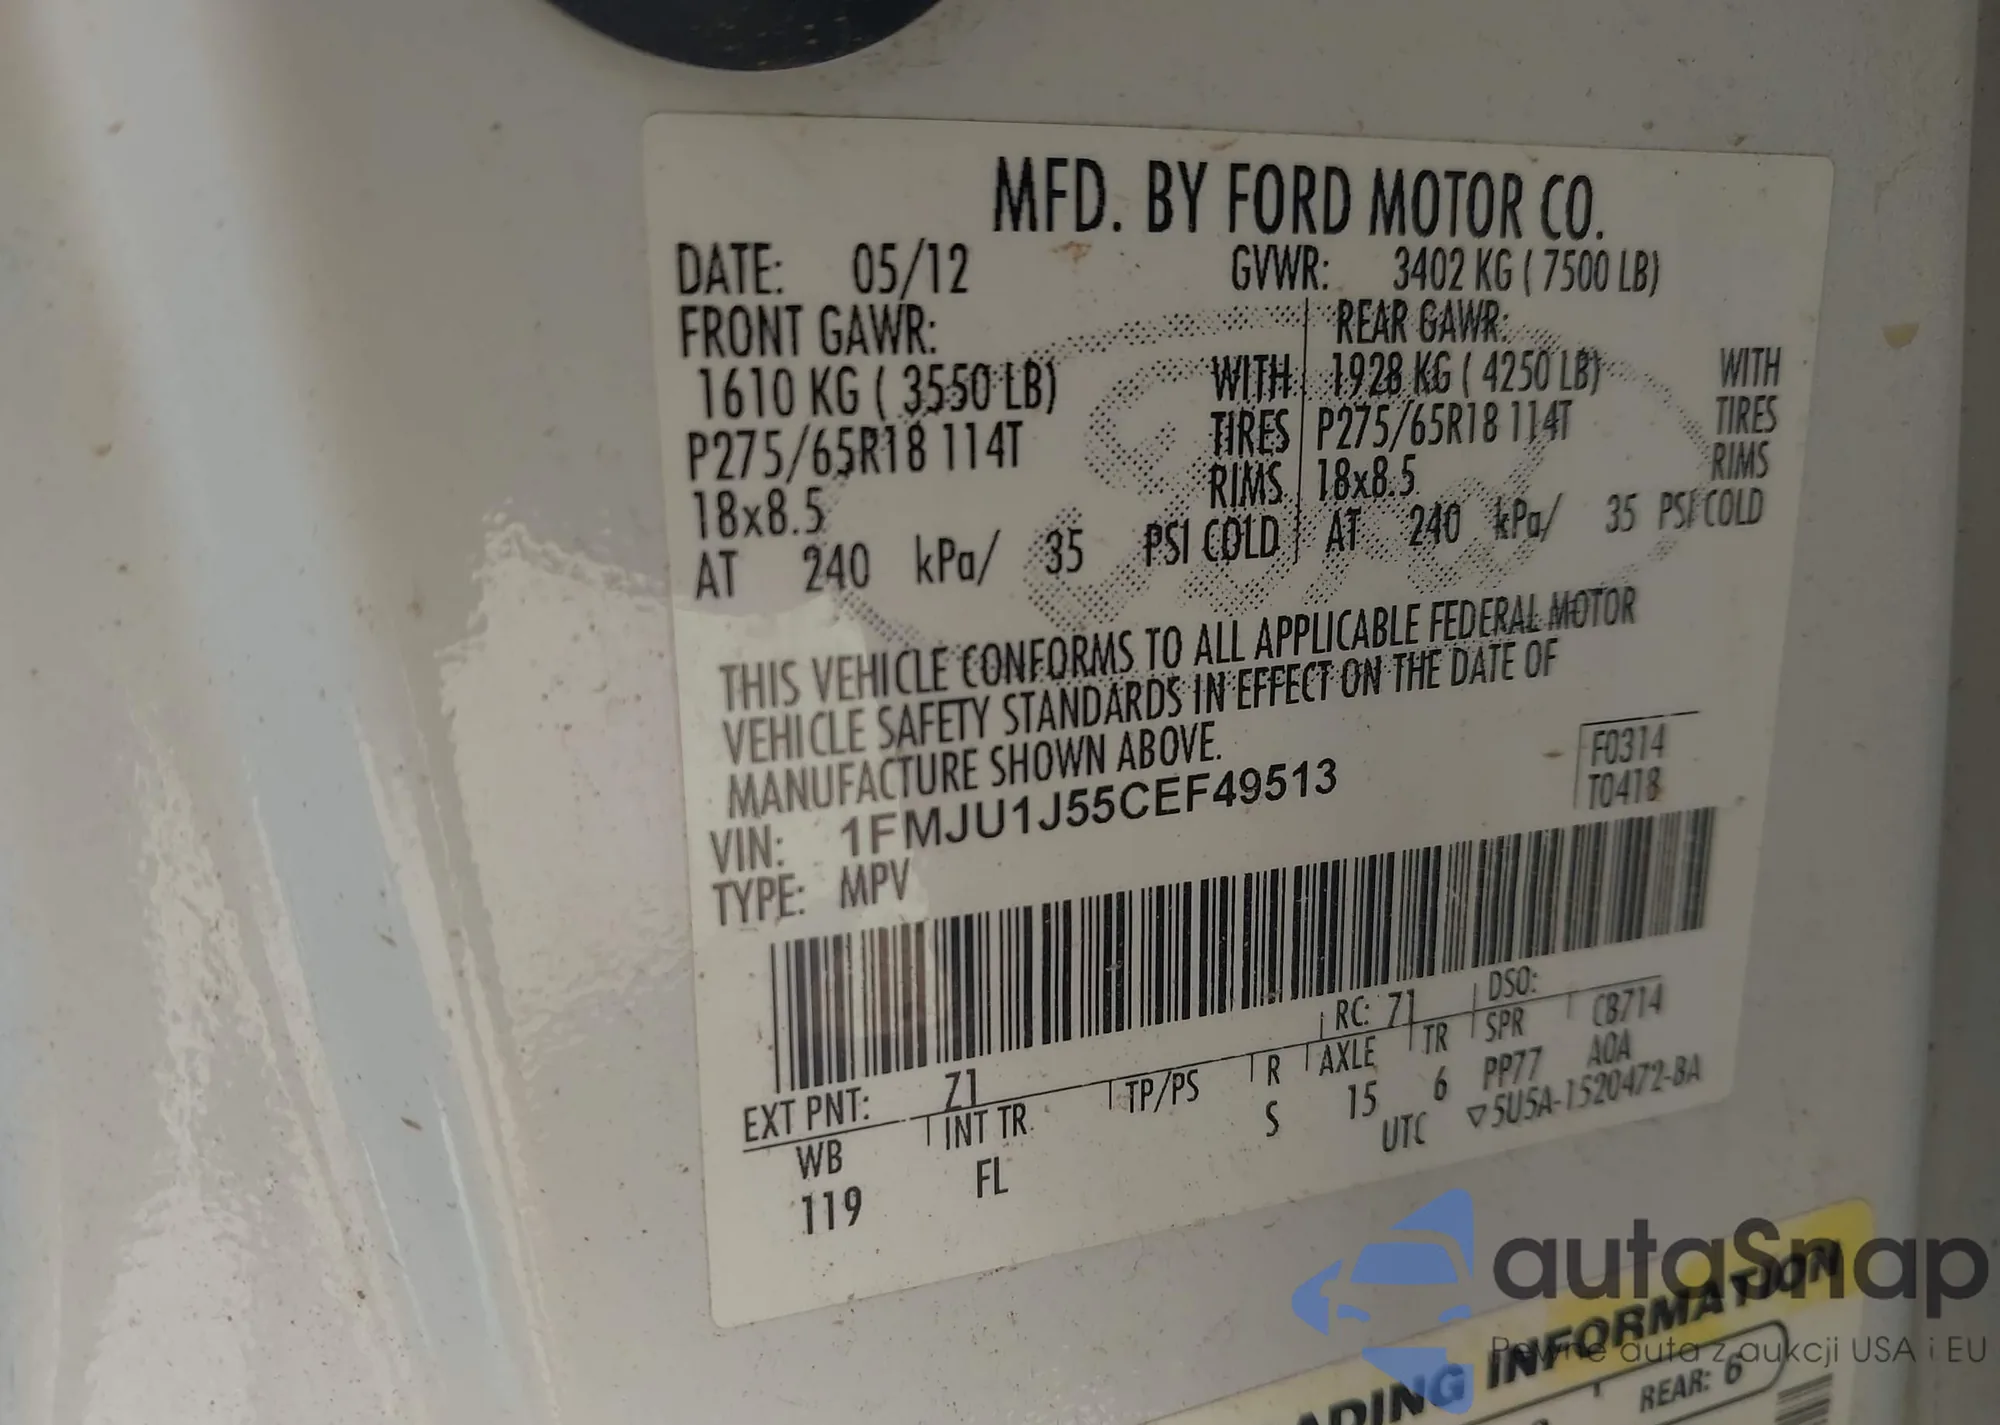 MFD. BY FORD MOTOR CO.
DATE: 05/12 GVWR: 3402 KG ( 7500 LB)
FRONT GAWR: REAR GAWR:
1610 KG ( 3550 LB) WITH 1928 KG ( 4250 LB) WITH
P275/65R18 114T TIRES P275/65R18 114T TIRES
18x8.5 RIMS 18x8.5 RIMS
AT 240 kPa/ 35 PSI COLD AT 240 kPa/ 35 PSI COLD
THIS VEHICLE CONFORMS TO ALL APPLICABLE FEDERAL MOTOR
VEHICLE SAFETY STANDARDS IN EFFECT ON THE DATE OF
MANUFACTURE SHOWN ABOVE.
F0314
VIN: 1FMJU1J55CEF49513
T0418
TYPE: MPV
EXT PNT: Z1 RC: 71 DSO:
WB INT TR TP/PS R AXLE TR SPR CB714
119 FL S 15 6 PP77 A0A
UTC ▽5U5A-1520472-BA
autaSnap
Pewne auta z aukcji USA i EU
ADING INFORMATION
REAR: 6